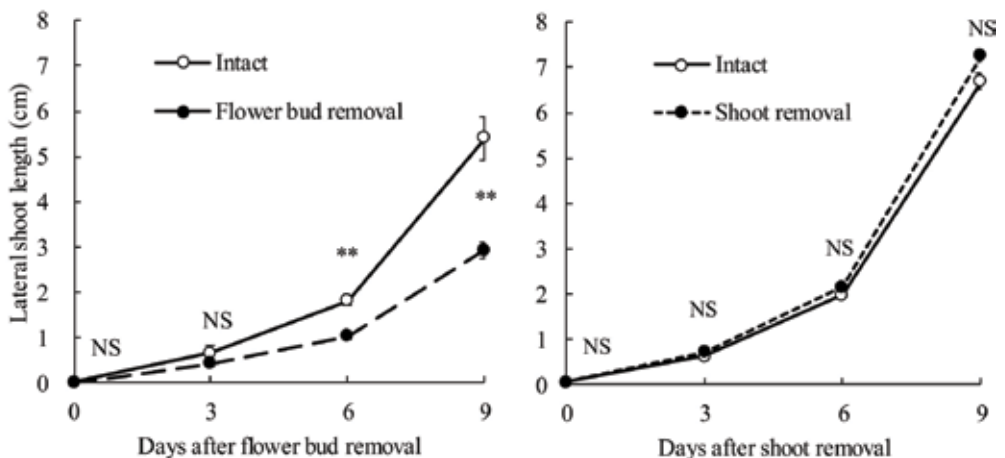 8
7
6
5
4
3
2
1
0
Lateral shoot length (cm)
Intact
Flower bud removal
NS
NS
**
**
0
3
6
9
Days after flower bud removal
8
7
6
5
4
3
2
1
0
Intact
Shoot removal
NS
NS
NS
NS
0
3
6
9
Days after shoot removal